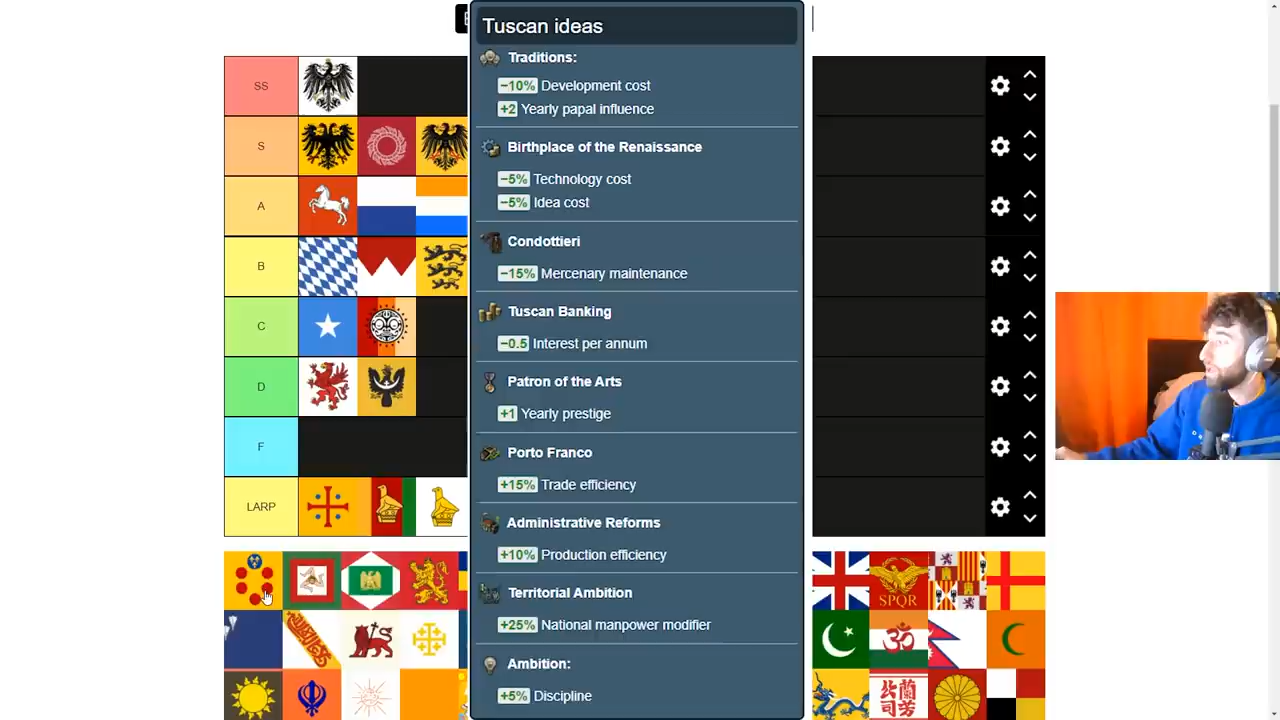 Tuscan ideas
Traditions:
−10% Development cost
+2 Yearly papal influence
Birthplace of the Renaissance
−5% Technology cost
−5% Idea cost
Condottieri
−15% Mercenary maintenance
Tuscan Banking
−0.5 Interest per annum
Patron of the Arts
+1 Yearly prestige
Porto Franco
+15% Trade efficiency
Administrative Reforms
+10% Production efficiency
Territorial Ambition
+25% National manpower modifier
Ambition:
+5% Discipline
SS
S
A
B
C
D
F
LARP
SPQR